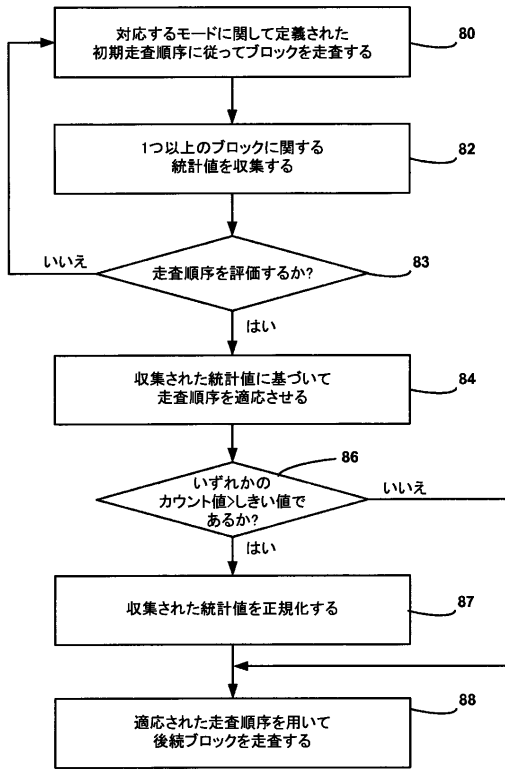 対応するモードに関して定義された
初期走査順序に従ってブロックを走査する
80
1つ以上のブロックに関する
統計値を収集する
82
走査順序を評価するか?
83
いいえ
はい
収集された統計値に基づいて
走査順序を適応させる
84
86
いずれかの
カウント値>しきい値で
あるか?
いいえ
はい
収集された統計値を正規化する
87
適応された走査順序を用いて
後続ブロックを走査する
88